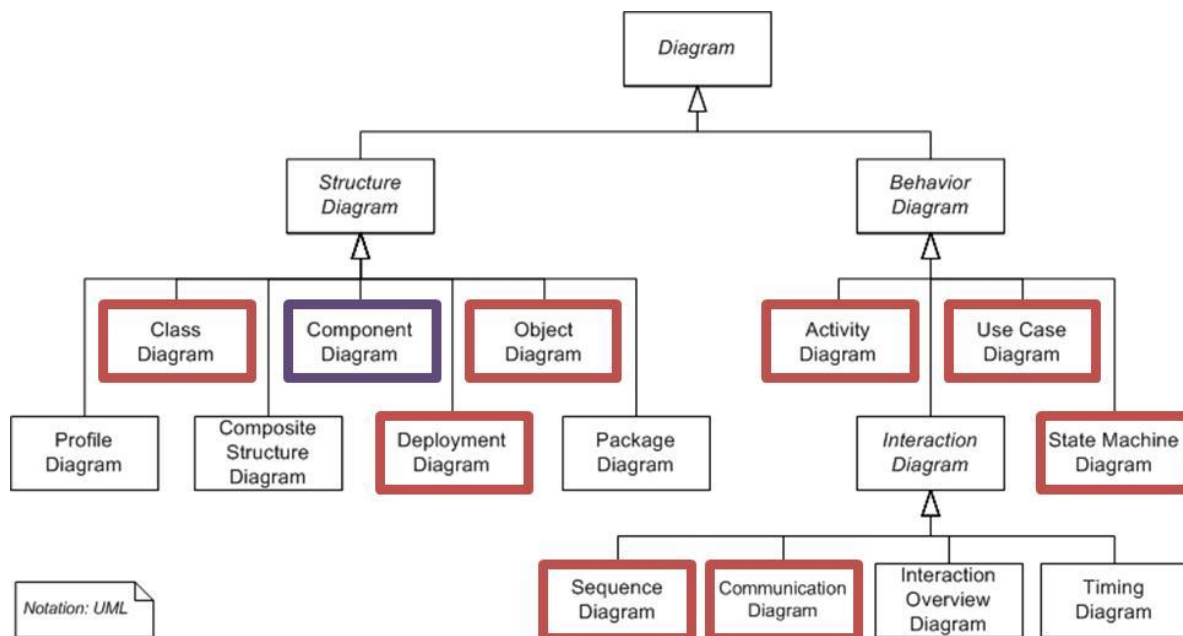 Diagram
Structure
Diagram
Behavior
Diagram
Class
Diagram
Component
Diagram
Object
Diagram
Activity
Diagram
Use Case
Diagram
Profile
Diagram
Composite
Structure
Diagram
Deployment
Diagram
Package
Diagram
Interaction
Diagram
State Machine
Diagram
Sequence
Diagram
Communication
Diagram
Interaction
Overview
Diagram
Timing
Diagram
Notation: UML